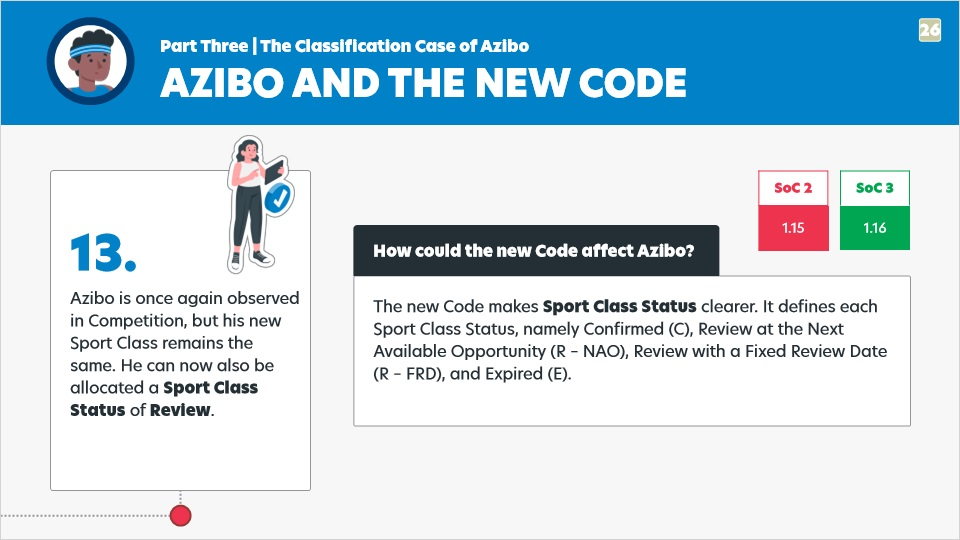 26
Part Three | The Classification Case of Azibo
AZIBO AND THE NEW CODE
13.
Azibo is once again observed
in Competition, but his new
Sport Class remains the
same. He can now also be
allocated a Sport Class
Status of Review.
SoC 2
1.15
SoC 3
1.16
How could the new Code affect Azibo?
The new Code makes Sport Class Status clearer. It defines each
Sport Class Status, namely Confirmed (C), Review at the Next
Available Opportunity (R – NAO), Review with a Fixed Review Date
(R – FRD), and Expired (E).